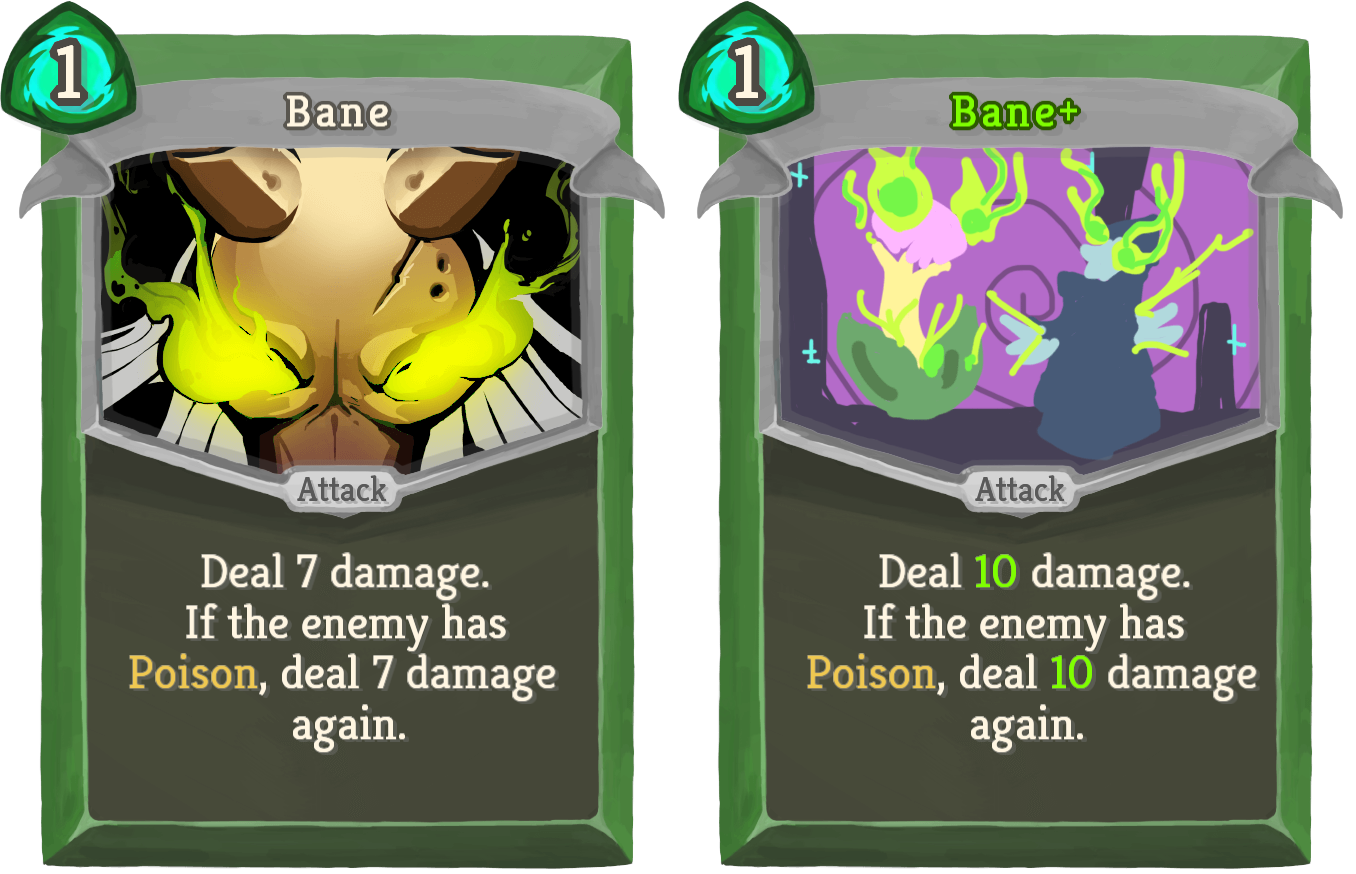 1
Bane
Attack
Deal 7 damage.
If the enemy has
Poison, deal 7 damage
again.
1
Bane+
Attack
Deal 10 damage.
If the enemy has
Poison, deal 10 damage
again.